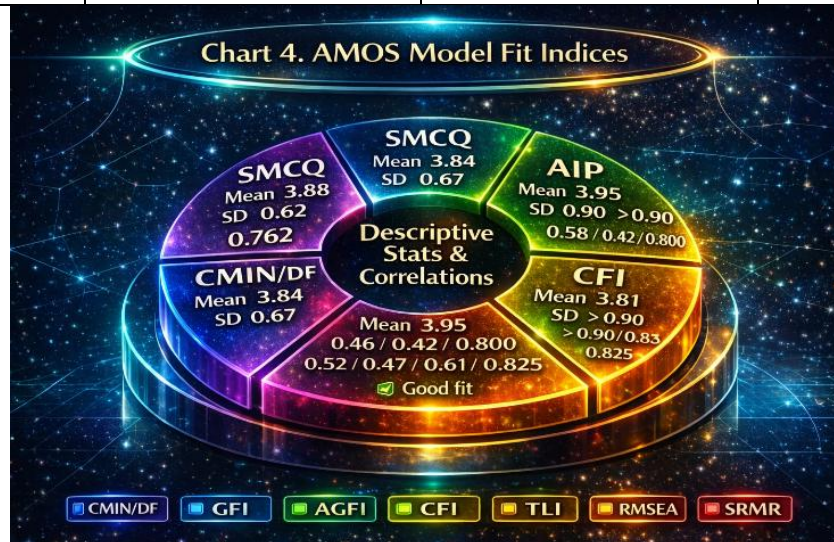 Chart 4. AMOS Model Fit Indices
SMCQ
Mean 3.88
SD 0.62
0.762
SMCQ
Mean 3.84
SD 0.67
AIP
Mean 3.95
SD 0.90 >0.90
0.58 / 0.42 / 0.800
Descriptive
Stats &
Correlations
CMIN/DF
Mean 3.84
SD 0.67
CFI
Mean 3.81
SD > 0.90
> 0.90 / 0.83
0.825
Mean 3.95
0.46 / 0.42 / 0.800
0.52 / 0.47 / 0.61 / 0.825
Good fit
CMIN/DF
GFI
AGFI
CFI
TLI
RMSEA
SRMR